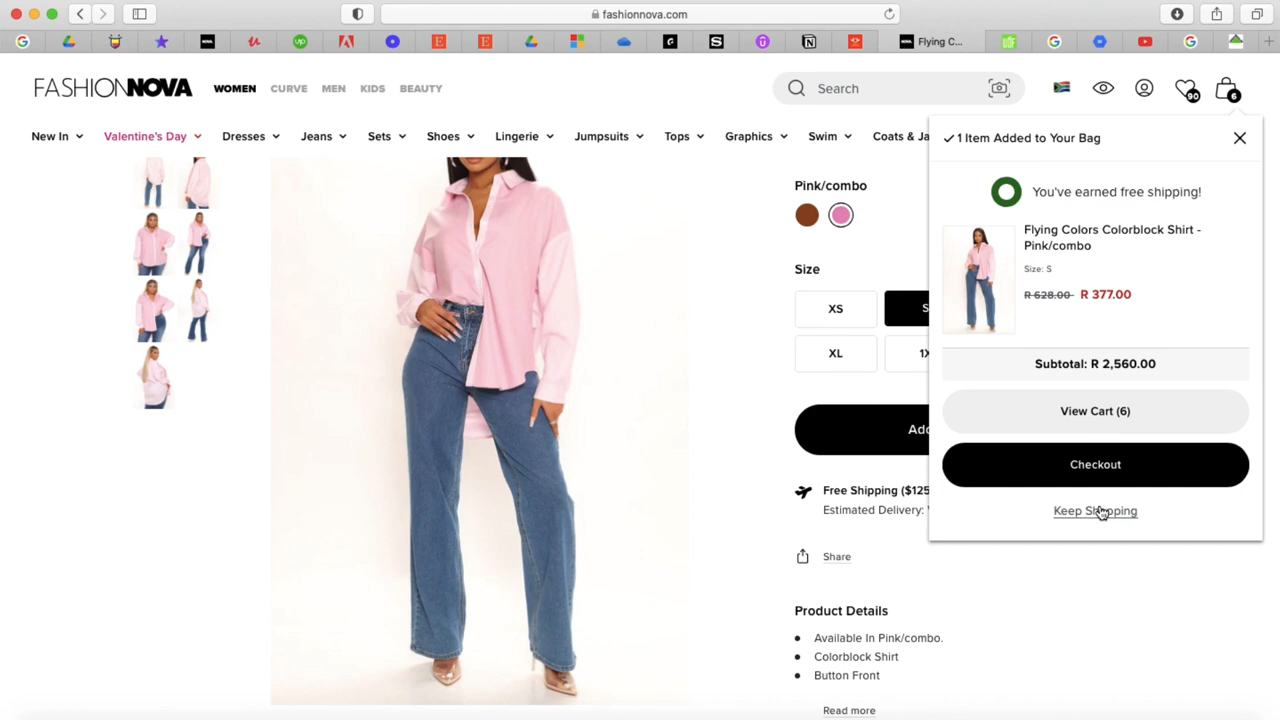 fashionnova.com
Flying C...
FASHIONNOVA
WOMEN
CURVE
MEN
KIDS
BEAUTY
Search
90
6
New In
Valentine's Day
Dresses
Jeans
Sets
Shoes
Lingerie
Jumpsuits
Tops
Graphics
Swim
Coats & Ja
1 Item Added to Your Bag
You've earned free shipping!
Flying Colors Colorblock Shirt -
Pink/combo
Size: S
R 628.00 R 377.00
Subtotal: R 2,560.00
View Cart (6)
Checkout
Keep Shopping
Pink/combo
Size
XS
S
XL
1X
Add
Free Shipping ($125
Estimated Delivery:
Share
Product Details
Available In Pink/combo.
Colorblock Shirt
Button Front
Read more